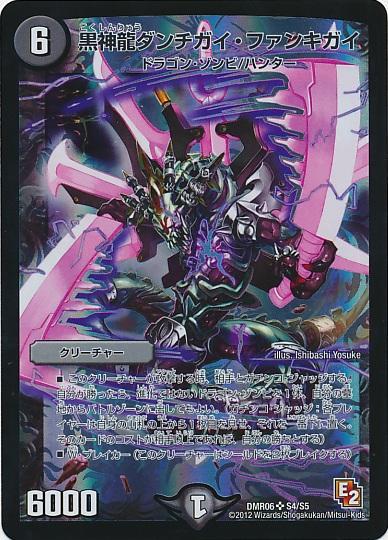 6
こくしんりゅう
黒神龍ダンチガイ・ファンキガイ
ドラゴン・ゾンビ/ハンター
クリーチャー
illus. Ishibashi Yosuke
■ このクリーチャーが攻撃する時、相手とガチンコ・ジャッジする。
自分が勝ったら、進化ではないドラゴン・ゾンビを1体、自分の墓
地からバトルゾーンに出してもよい。(ガチンコ・ジャッジ:各プレ
イヤーは自身の山札の上から1枚目を見せ、それを一番下に置く。
そのカードのコストが相手以上であれば、自分の勝ちとする)
■ W・ブレイカー(このクリーチャーはシールドを2枚ブレイクする)
6000
E2
DMR06 S4/S5
©2012 Wizards/Shogakukan/Mitsui-Kids